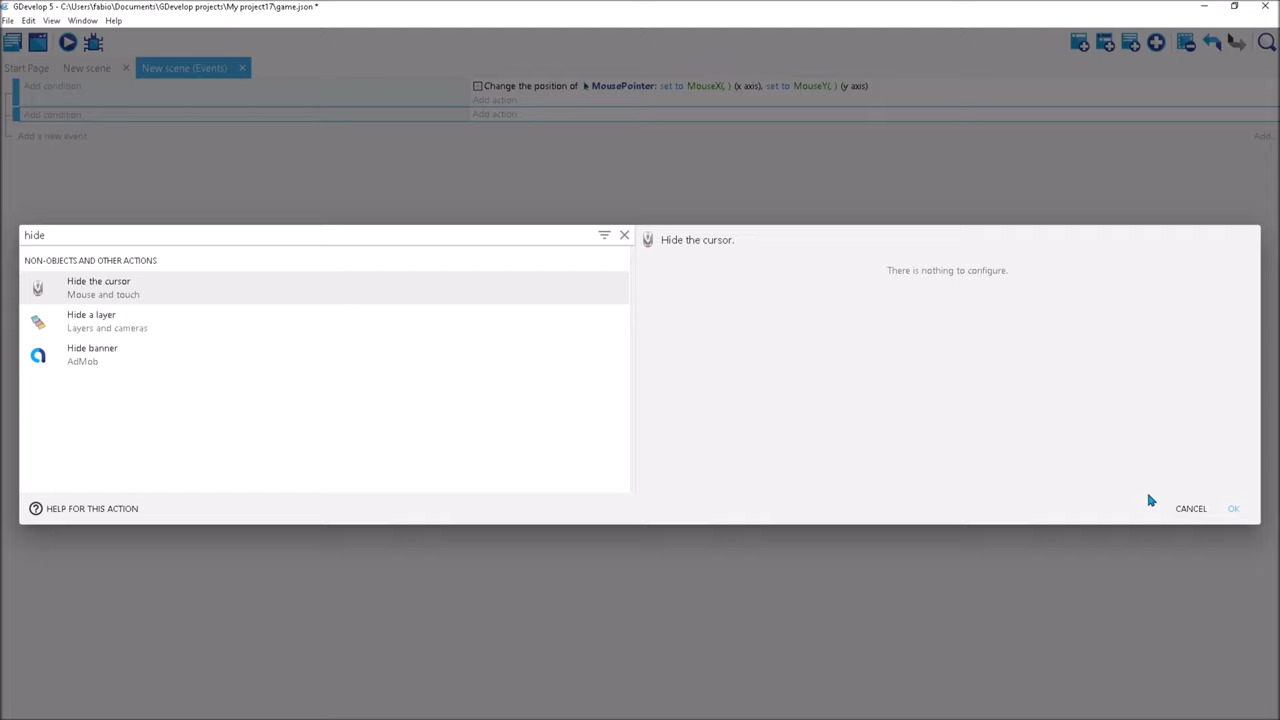 GDevelop 5 - C:\Users\fabio\Documents\GDevelop projects\My project17\game.json *
File Edit View Window Help
Start Page New scene × New scene (Events) ×
Add condition
Change the position of MousePointer: set to MouseX(, ) (x axis), set to MouseY(, ) (y axis)
Add action
Add condition
Add action
Add a new event
Add...
hide
NON-OBJECTS AND OTHER ACTIONS
Hide the cursor
Mouse and touch
Hide a layer
Layers and cameras
Hide banner
AdMob
Hide the cursor.
There is nothing to configure.
? HELP FOR THIS ACTION
CANCEL OK